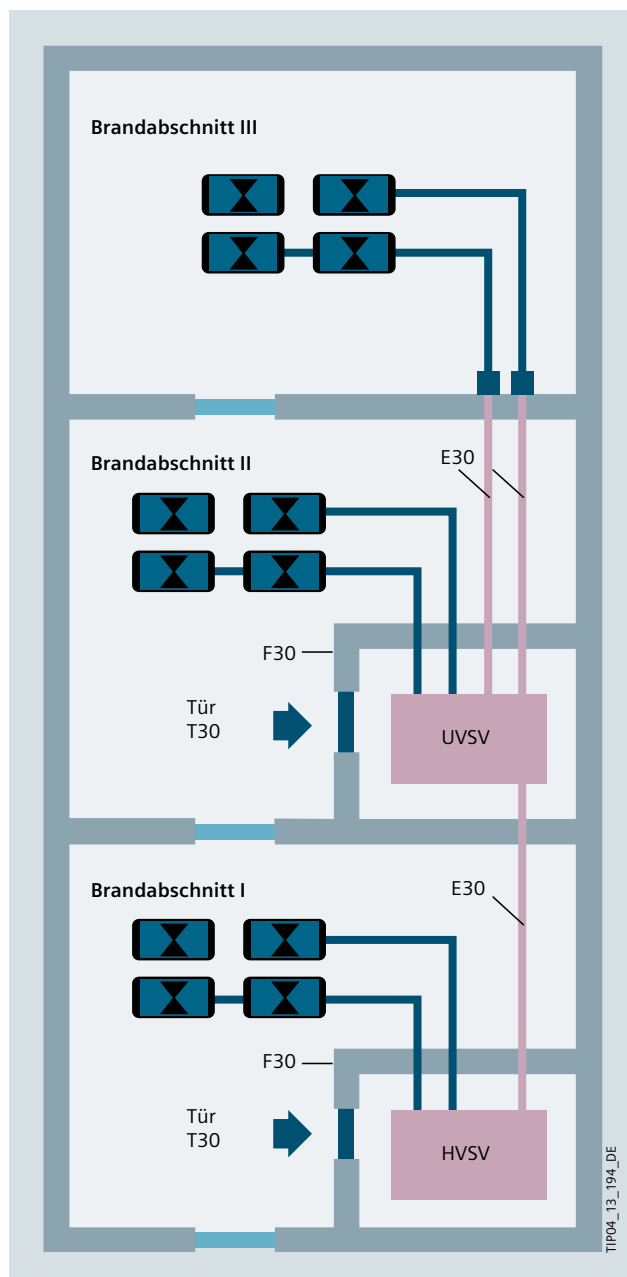 Brandabschnitt III
Brandabschnitt II
E30
F30
Tür
T30
UVSV
Brandabschnitt I
E30
F30
Tür
T30
HVSV
TIP04_13_194_DE